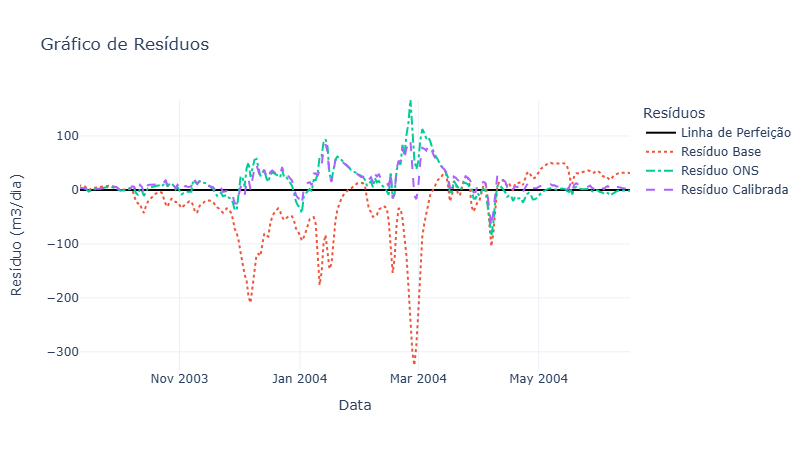 Gráfico de Resíduos
Resíduos
Linha de Perfeição
Resíduo Base
Resíduo ONS
Resíduo Calibrada
Resíduo (m3/dia)
100
0
−100
−200
−300
Nov 2003
Jan 2004
Mar 2004
May 2004
Data